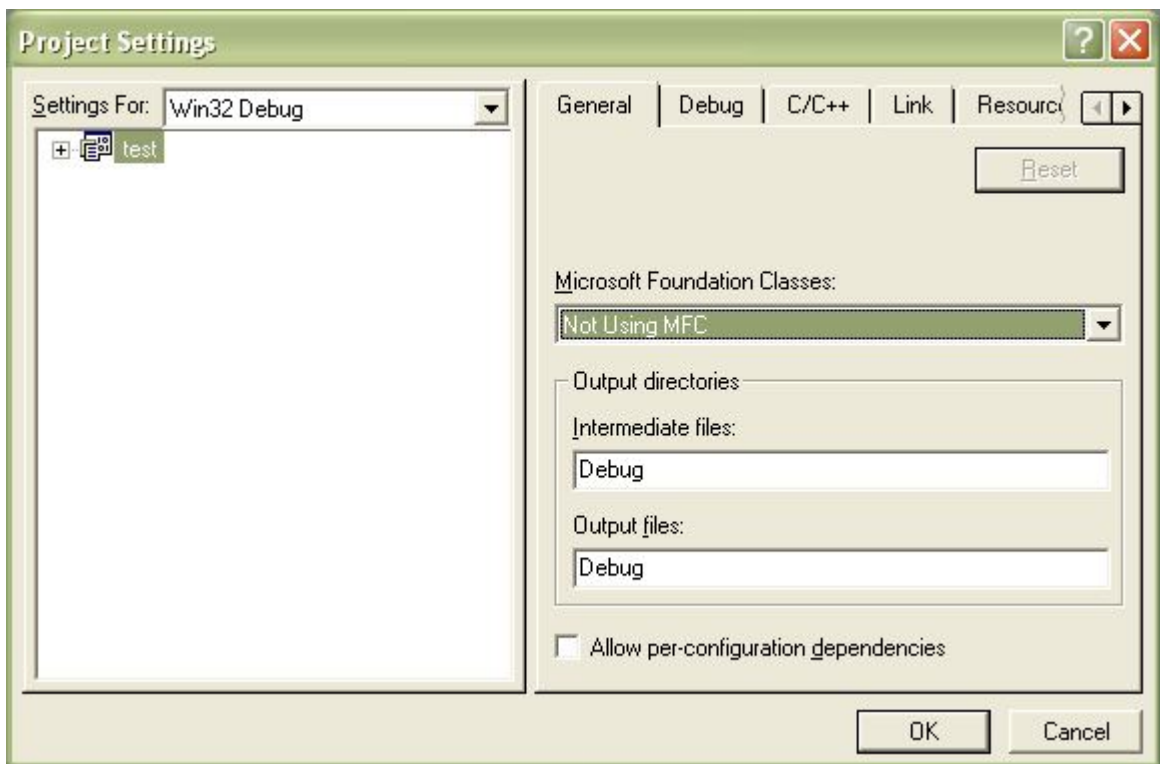 Project Settings
Settings For: Win32 Debug
test
General Debug C/C++ Link
Reset
Microsoft Foundation Classes:
Not Using MFC
Output directories
Intermediate files:
Debug
Output files:
Debug
Allow per-configuration dependencies
OK Cancel